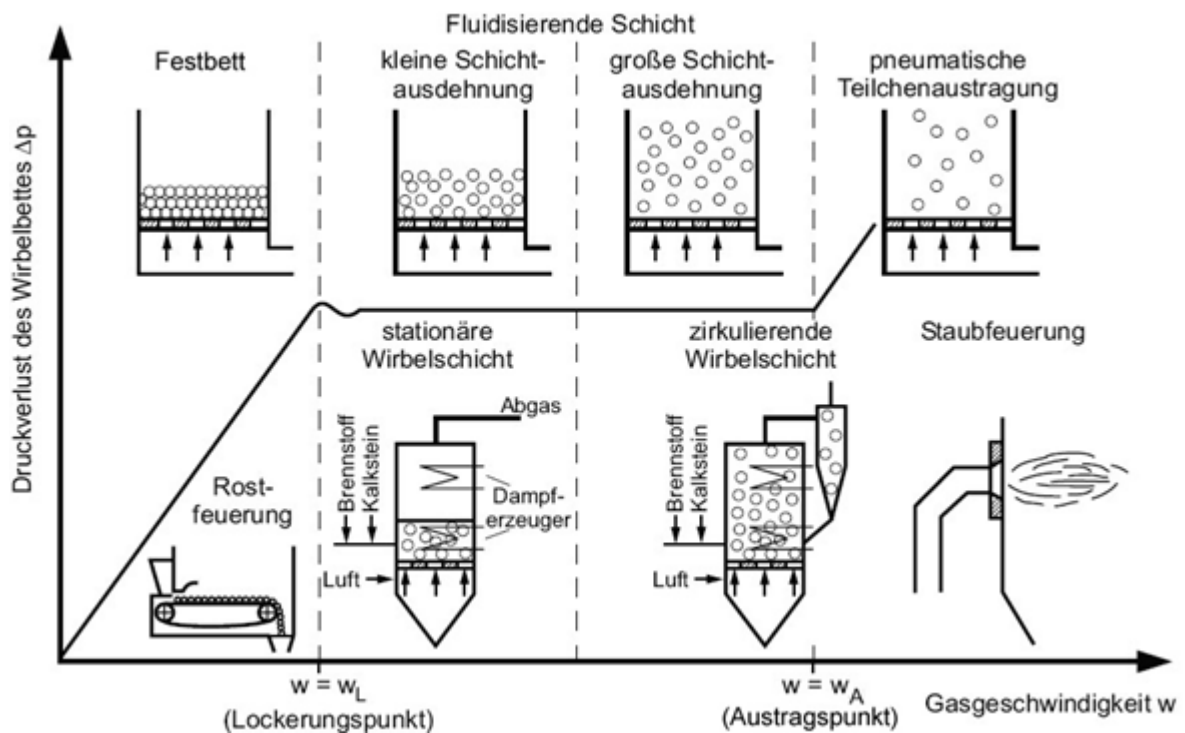 Fluidisierende Schicht
Festbett
kleine Schicht-
ausdehnung
große Schicht-
ausdehnung
pneumatische
Teilchenaustragung
Druckverlust des Wirbelbettes Δp
stationäre
Wirbelschicht
zirkulierende
Wirbelschicht
Staubfeuerung
Rost-
feuerung
Brennstoff
Kalkstein
Abgas
Dampf-
erzeuger
Luft
Brennstoff
Kalkstein
Luft
w = wL
(Lockerungspunkt)
w = wA
(Austragspunkt)
Gasgeschwindigkeit w